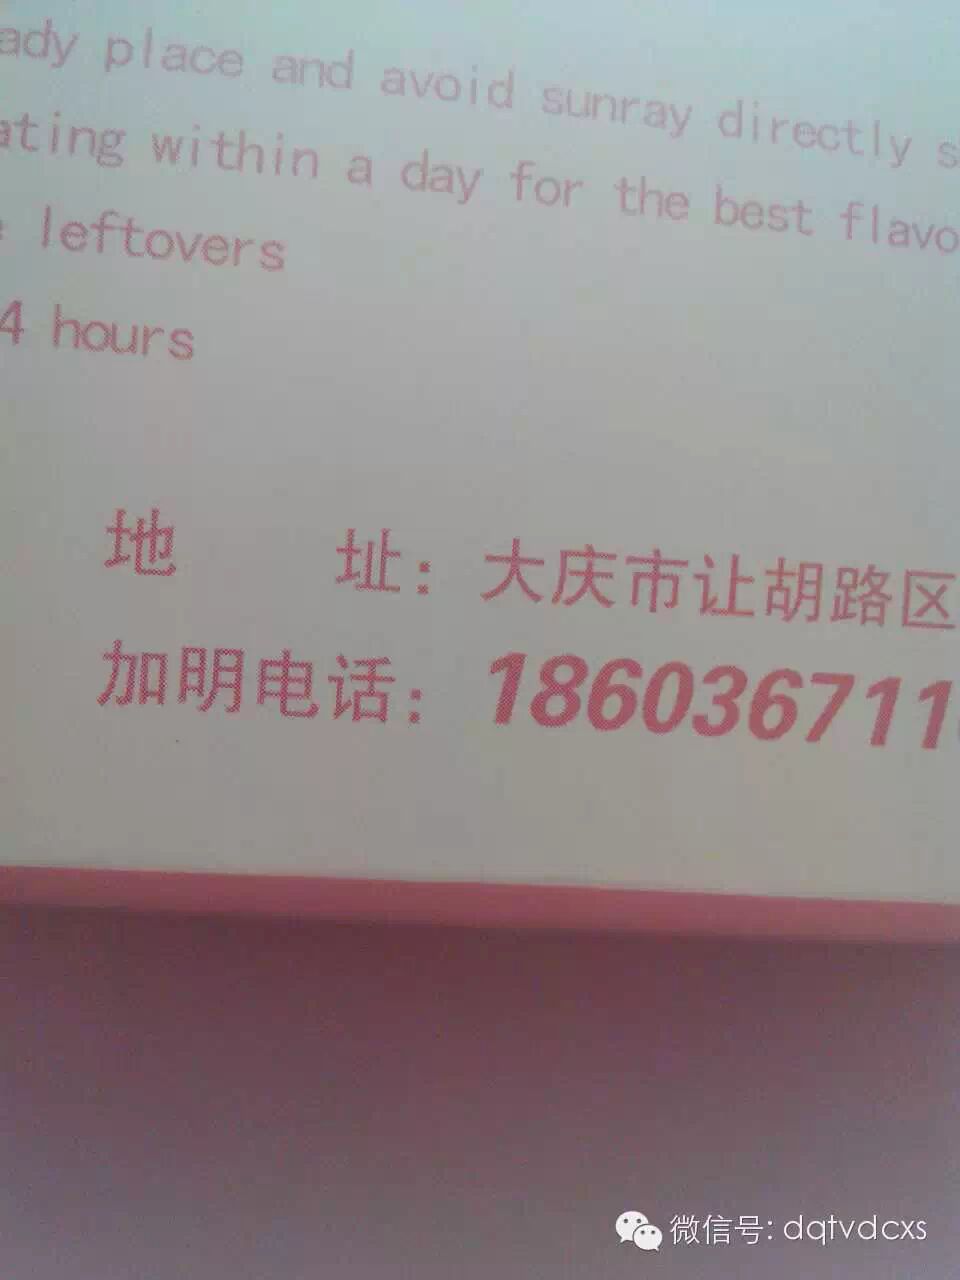 ady place and avoid sunray directly s
ating within a day for the best flavo
leftovers
4 hours
地 址：大庆市让胡路区
加明电话：186036711
微信号: dqtvdcxs